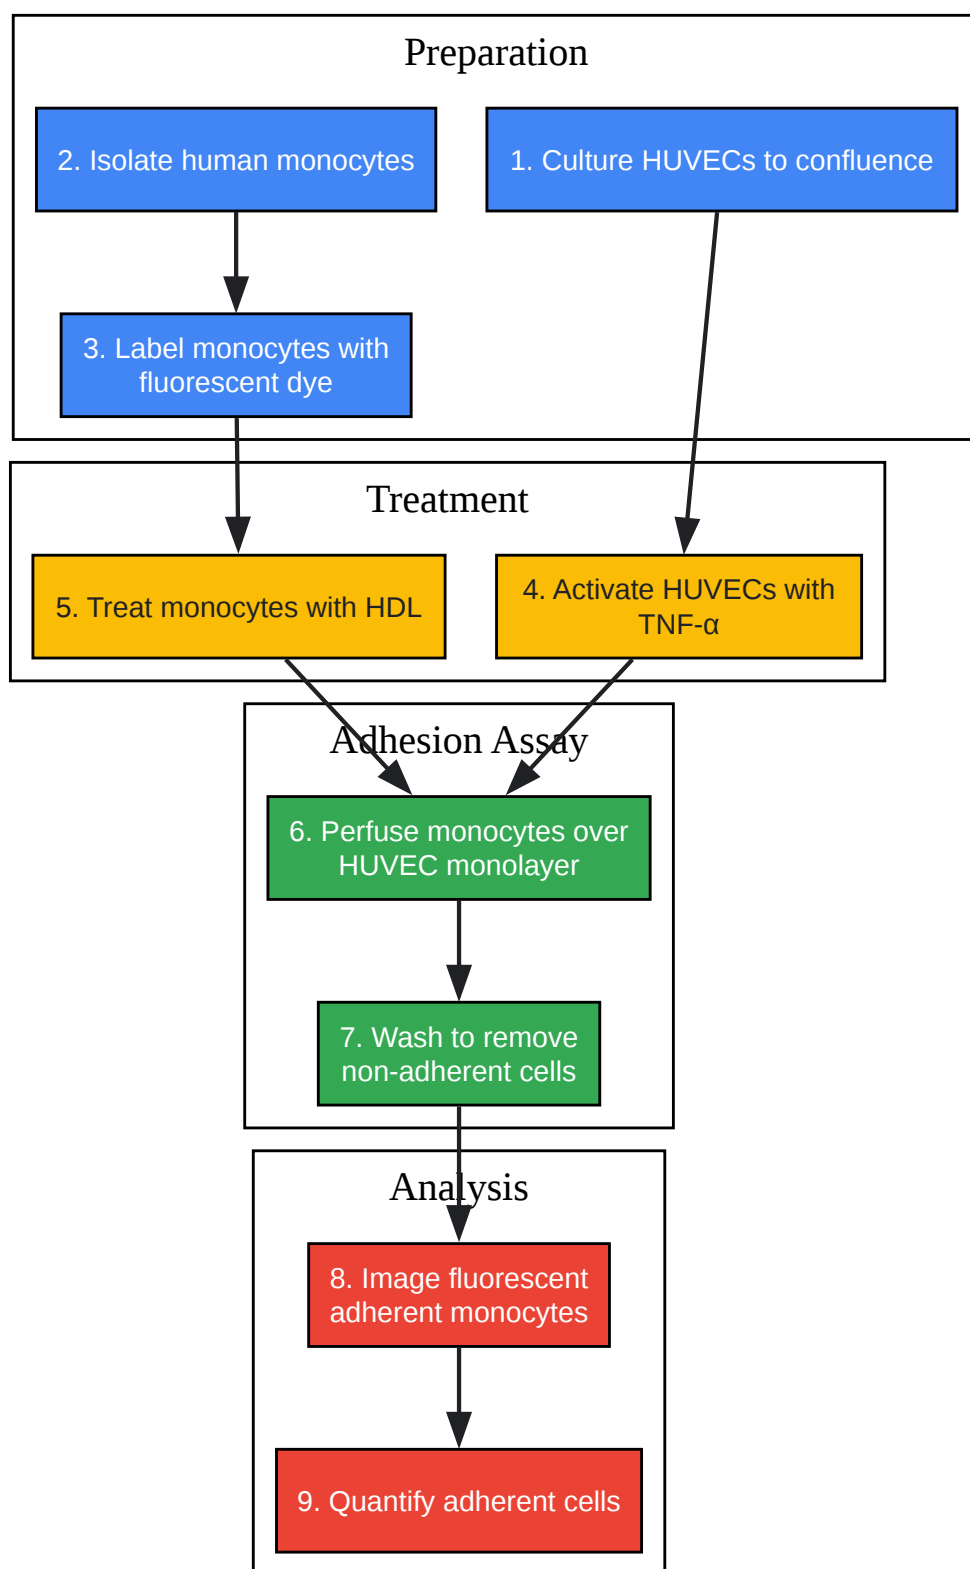 Preparation
2. Isolate human monocytes
1. Culture HUVECs to confluence
3. Label monocytes with
fluorescent dye
Treatment
5. Treat monocytes with HDL
4. Activate HUVECs with
TNF-α
Adhesion Assay
6. Perfuse monocytes over
HUVEC monolayer
7. Wash to remove
non-adherent cells
Analysis
8. Image fluorescent
adherent monocytes
9. Quantify adherent cells